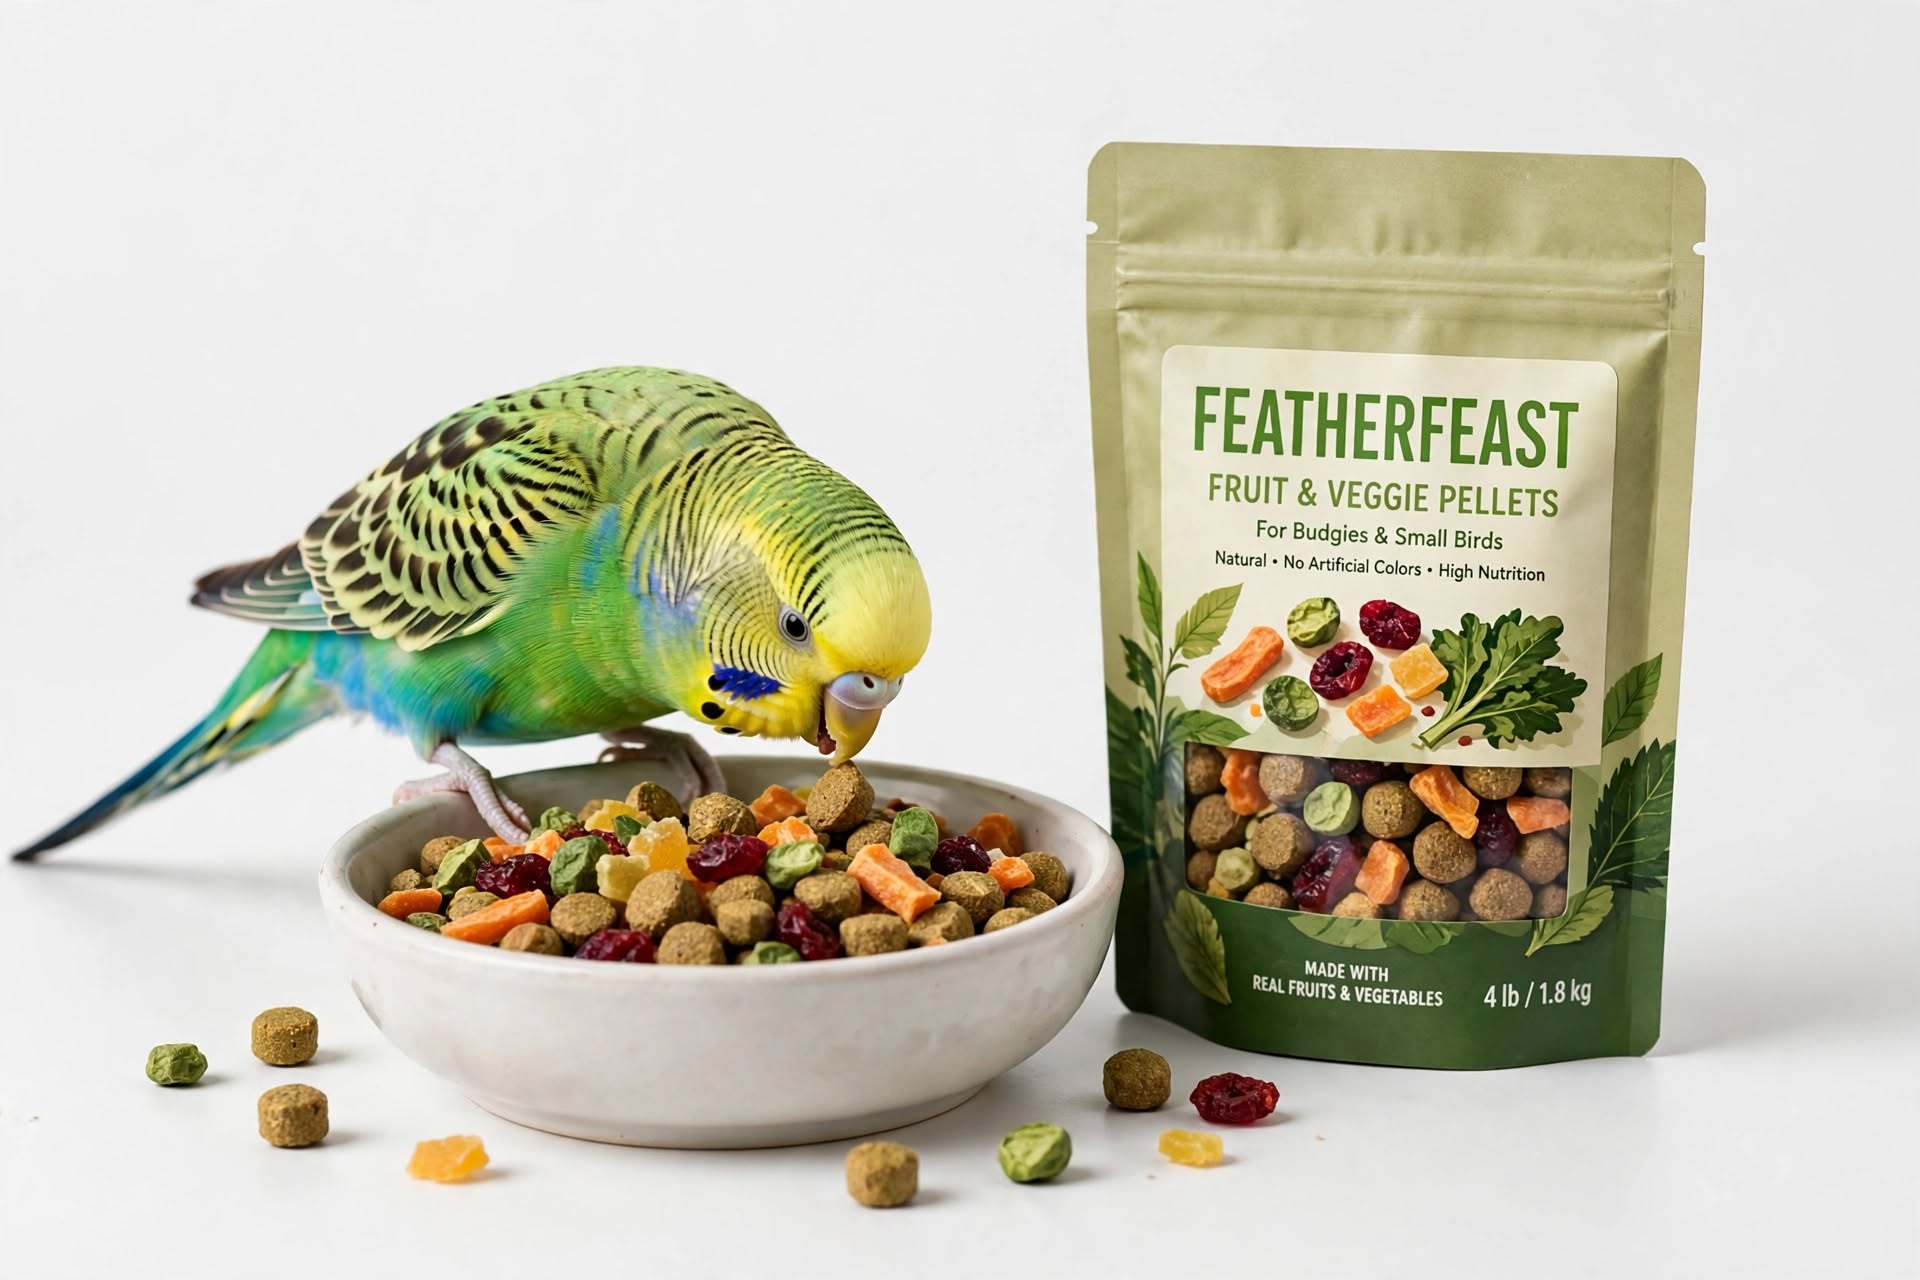 FEATHERFEAST
FRUIT & VEGGIE PELLETS
For Budgies & Small Birds
Natural • No Artificial Colors • High Nutrition
MADE WITH
REAL FRUITS & VEGETABLES
4 lb / 1.8 kg